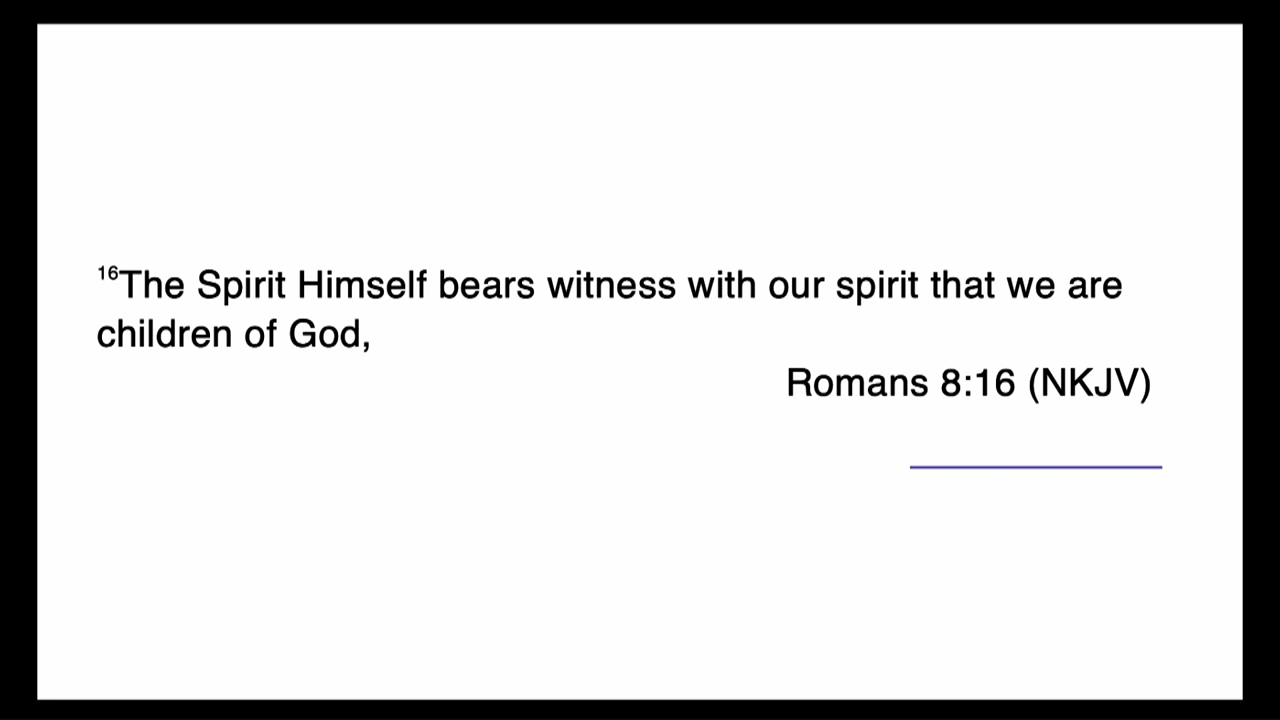 16The Spirit Himself bears witness with our spirit that we are
children of God,
Romans 8:16 (NKJV)